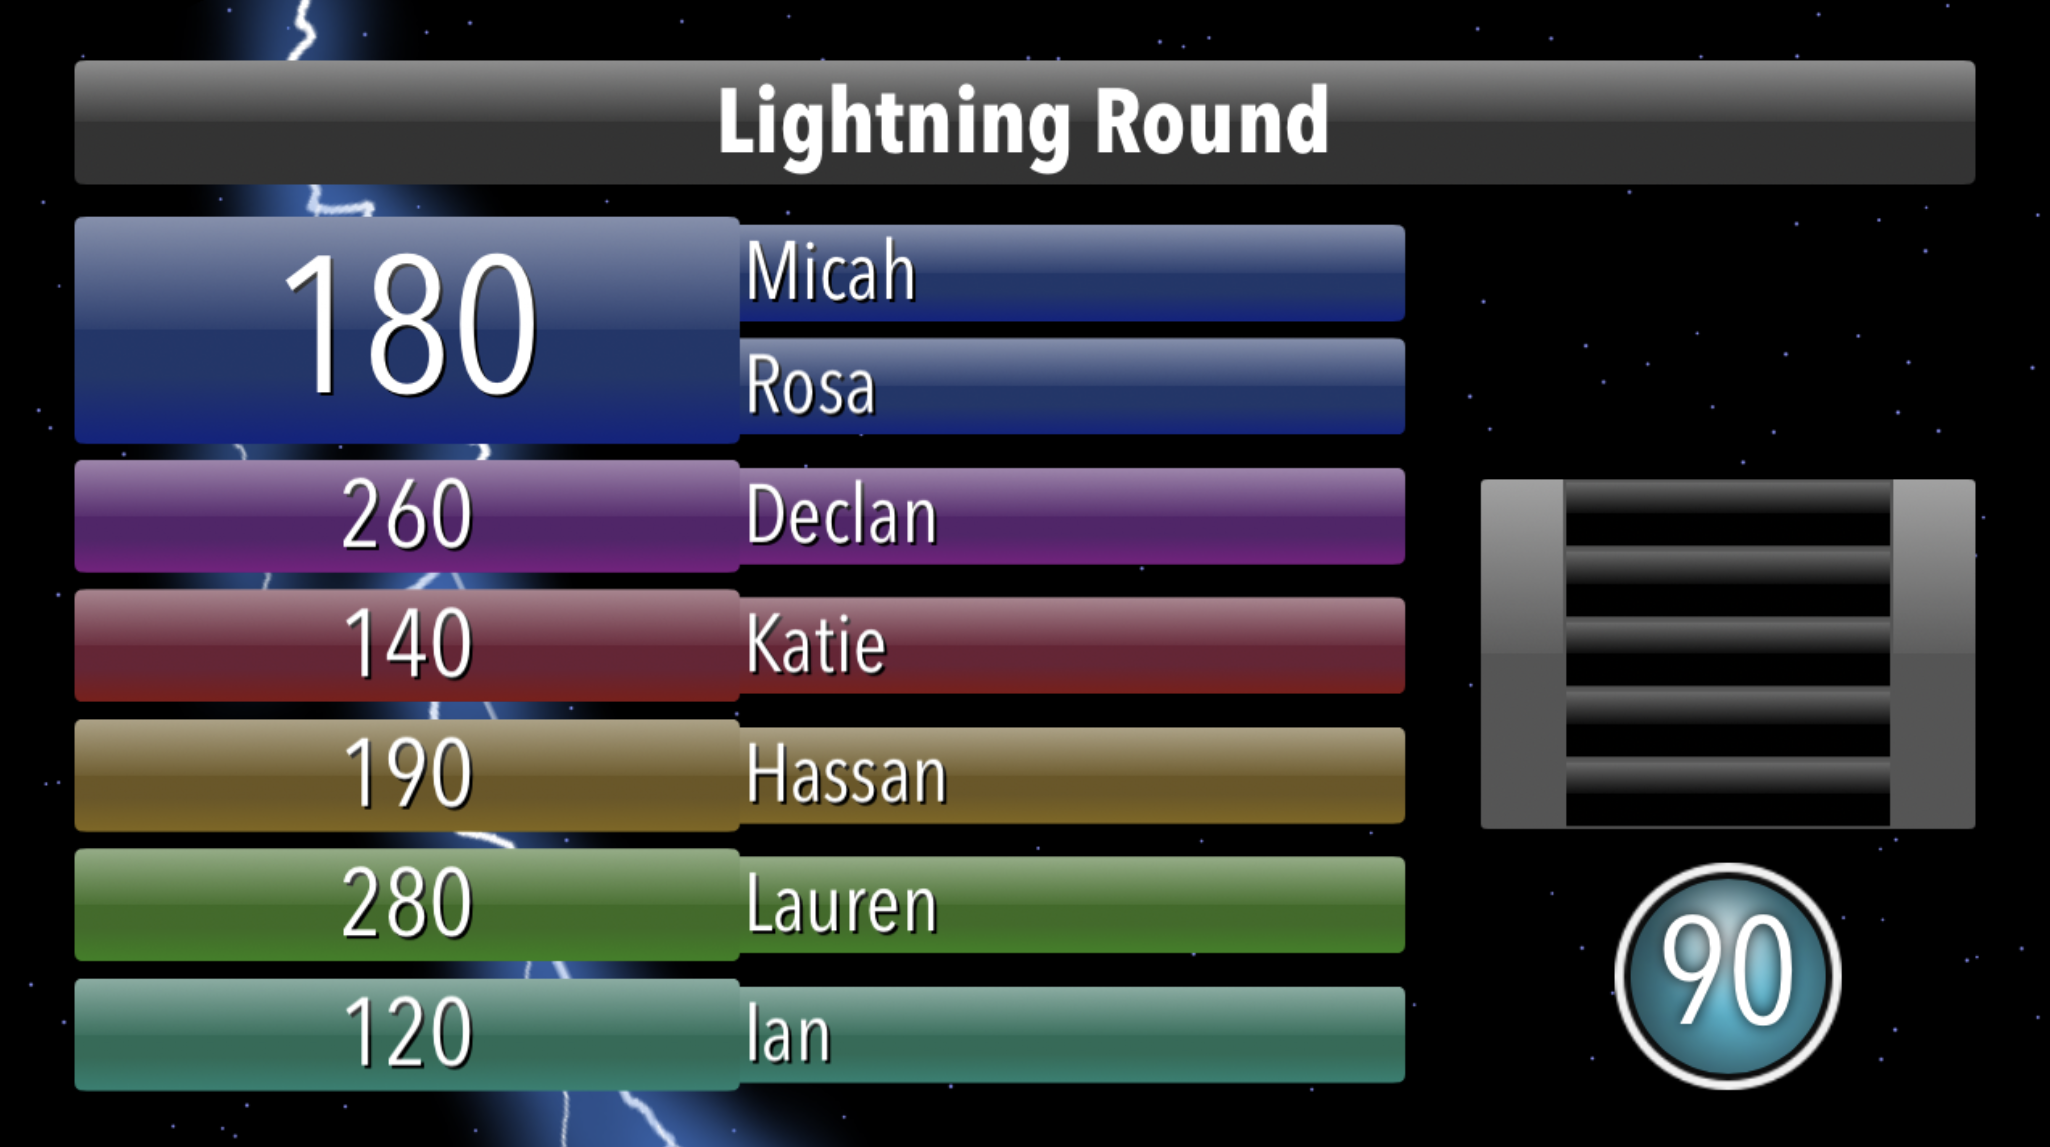 Lightning Round
180
Micah
Rosa
260
Declan
140
Katie
190
Hassan
280
Lauren
120
Ian
90